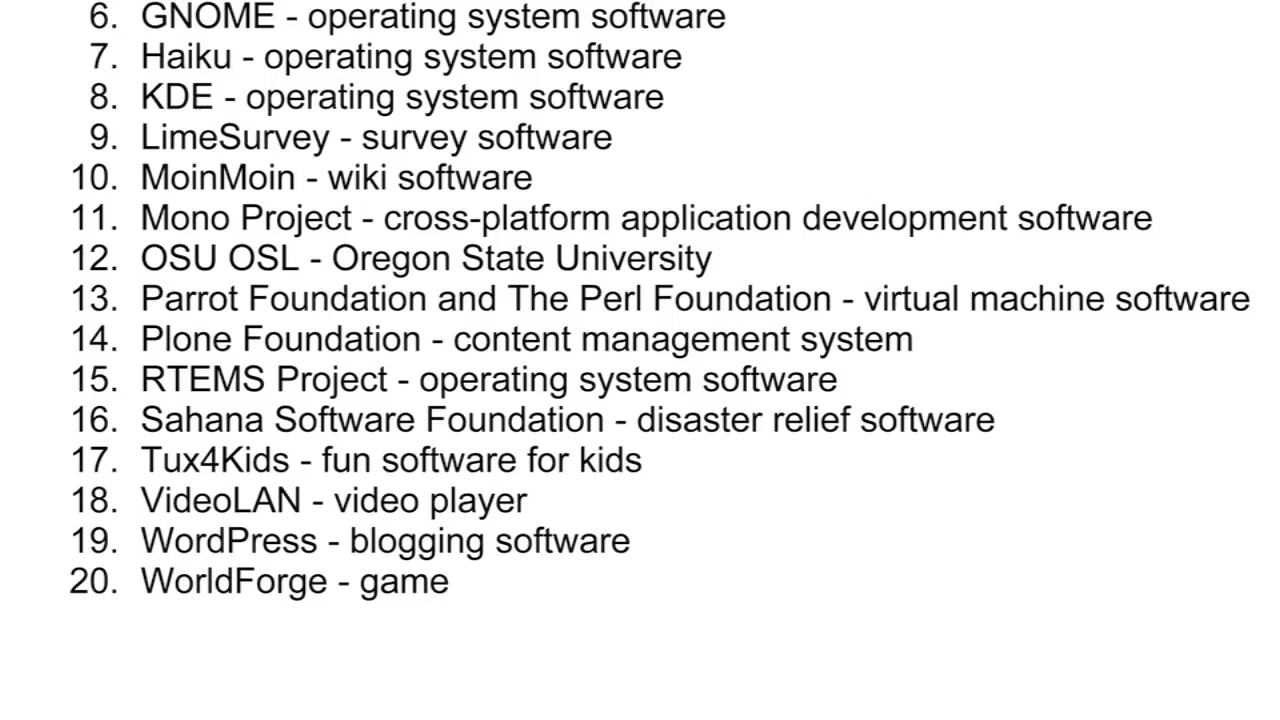 6. GNOME - operating system software
7. Haiku - operating system software
8. KDE - operating system software
9. LimeSurvey - survey software
10. MoinMoin - wiki software
11. Mono Project - cross-platform application development software
12. OSU OSL - Oregon State University
13. Parrot Foundation and The Perl Foundation - virtual machine software
14. Plone Foundation - content management system
15. RTEMS Project - operating system software
16. Sahana Software Foundation - disaster relief software
17. Tux4Kids - fun software for kids
18. VideoLAN - video player
19. WordPress - blogging software
20. WorldForge - game